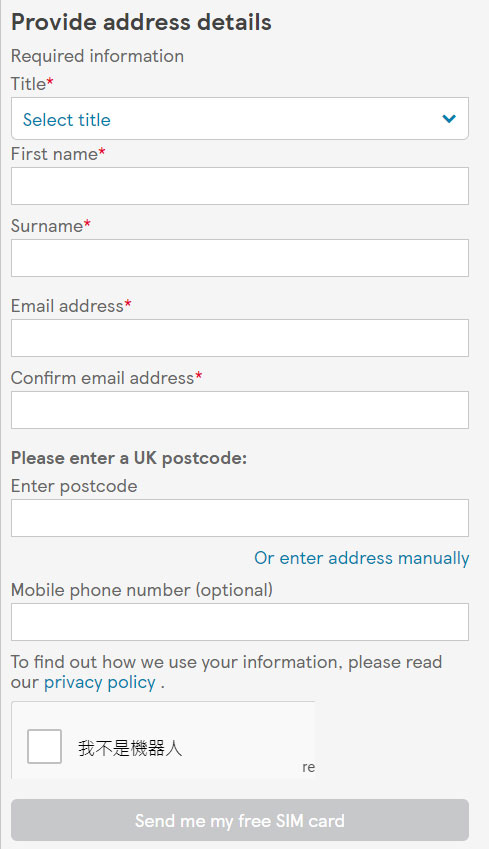 Provide address details
Required information
Title*
Select title
First name*
Surname*
Email address*
Confirm email address*
Please enter a UK postcode:
Enter postcode
Or enter address manually
Mobile phone number (optional)
To find out how we use your information, please read
our privacy policy .
我不是機器人
re
Send me my free SIM card